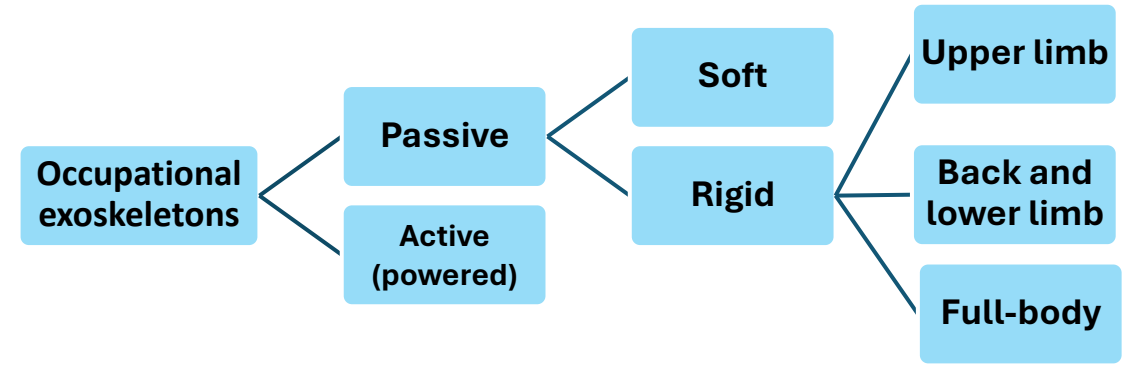 Occupational
exoskeletons
Passive
Active
(powered)
Soft
Rigid
Upper limb
Back and
lower limb
Full-body